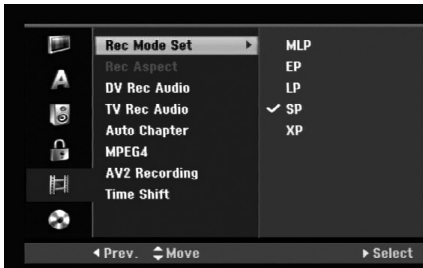 Rec Mode Set
Rec Aspect
DV Rec Audio
TV Rec Audio
Auto Chapter
MPEG4
AV2 Recording
Time Shift
MLP
EP
LP
SP
XP
A
Prev. Move Select